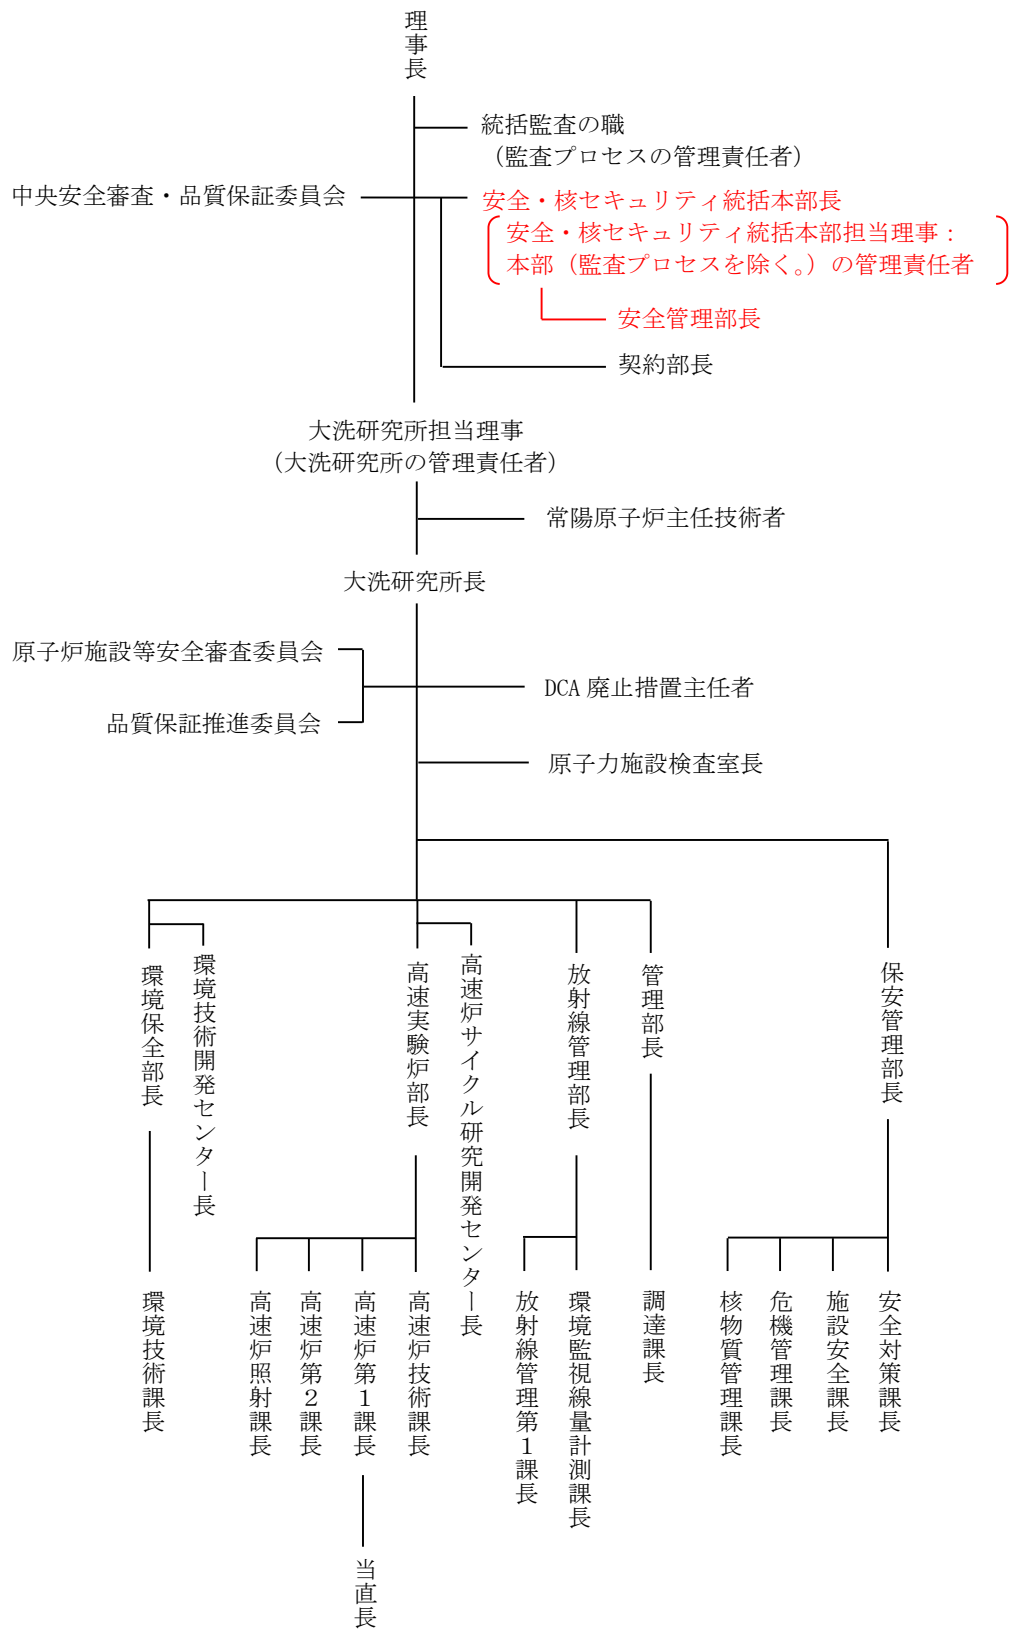 理事長
統括監査の職
（監査プロセスの管理責任者）
中央安全審査・品質保証委員会
安全・核セキュリティ統括本部長
安全・核セキュリティ統括本部担当理事：
本部（監査プロセスを除く。）の管理責任者
安全管理部長
契約部長
大洗研究所担当理事
（大洗研究所の管理責任者）
常陽原子炉主任技術者
大洗研究所長
原子炉施設等安全審査委員会
DCA 廃止措置主任者
品質保証推進委員会
原子力施設検査室長
環境保全部長
環境技術開発センター長
高速実験炉部長
高速炉サイクル研究開発センター長
放射線管理部長
管理部長
保安管理部長
環境技術課長
高速炉照射課長
高速炉第２課長
高速炉第１課長
高速炉技術課長
放射線管理第１課長
環境監視線量計測課長
調達課長
核物質管理課長
危機管理課長
施設安全課長
安全対策課長
当直長